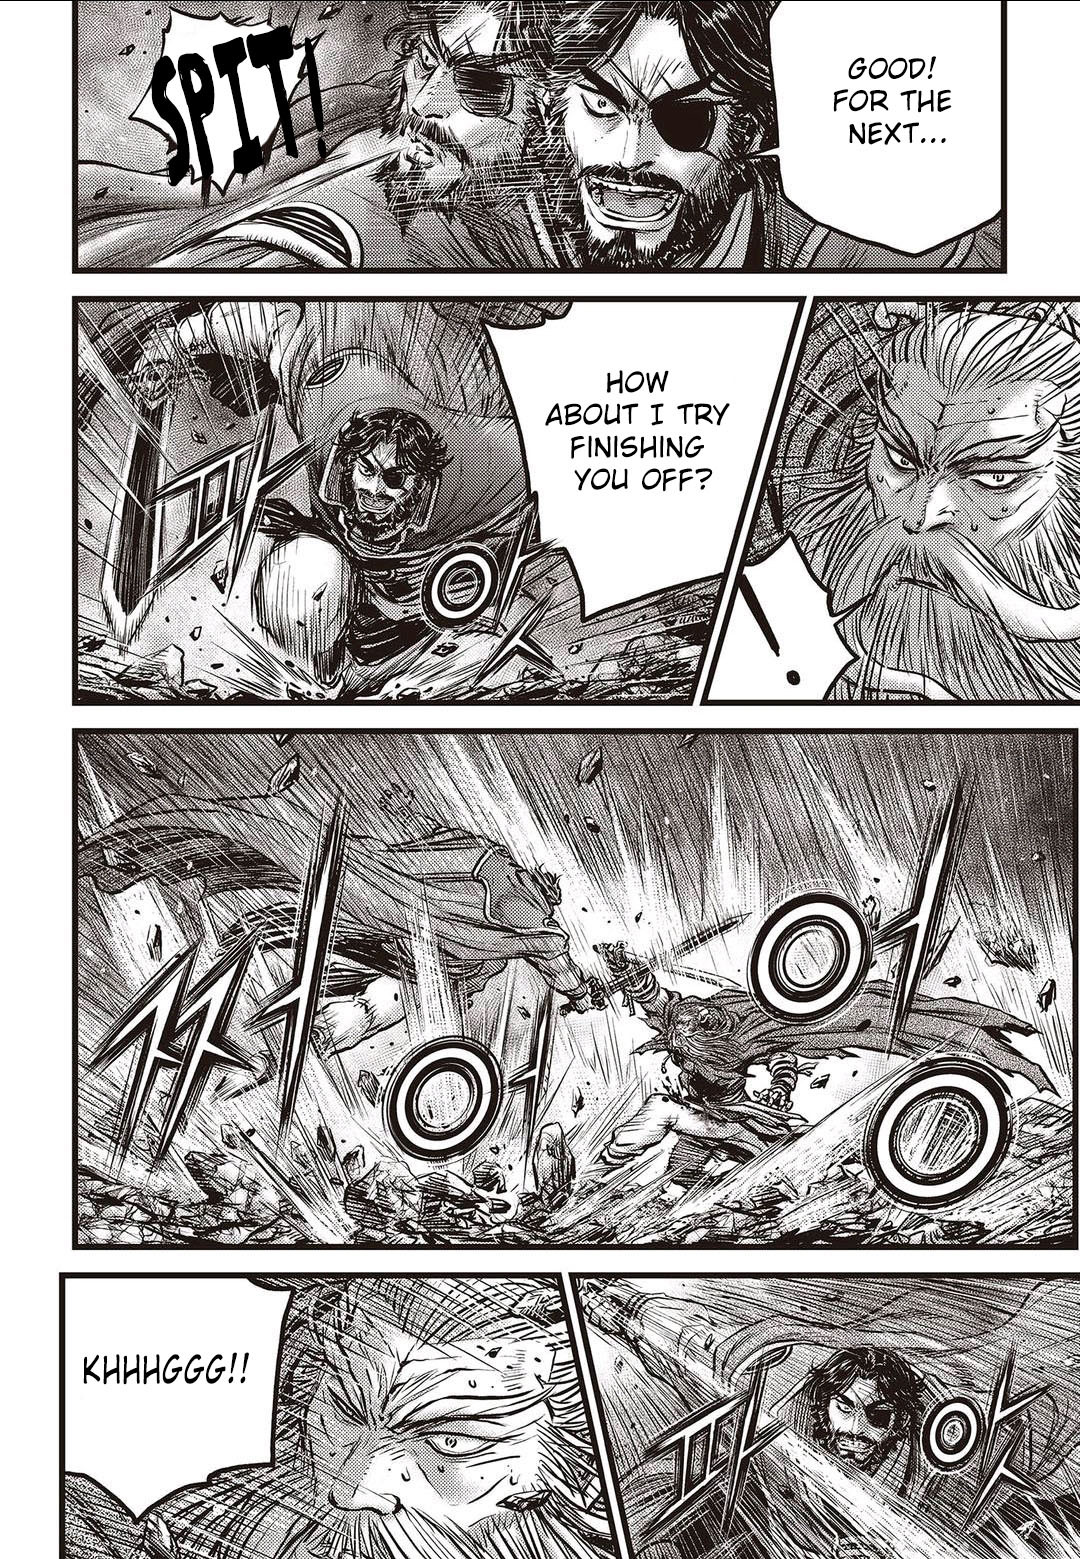 GOOD!
FOR THE
NEXT...
SPIT!
!
HOW
ABOUT I TRY
FINISHING
YOU OFF?
KHHHGGG!!